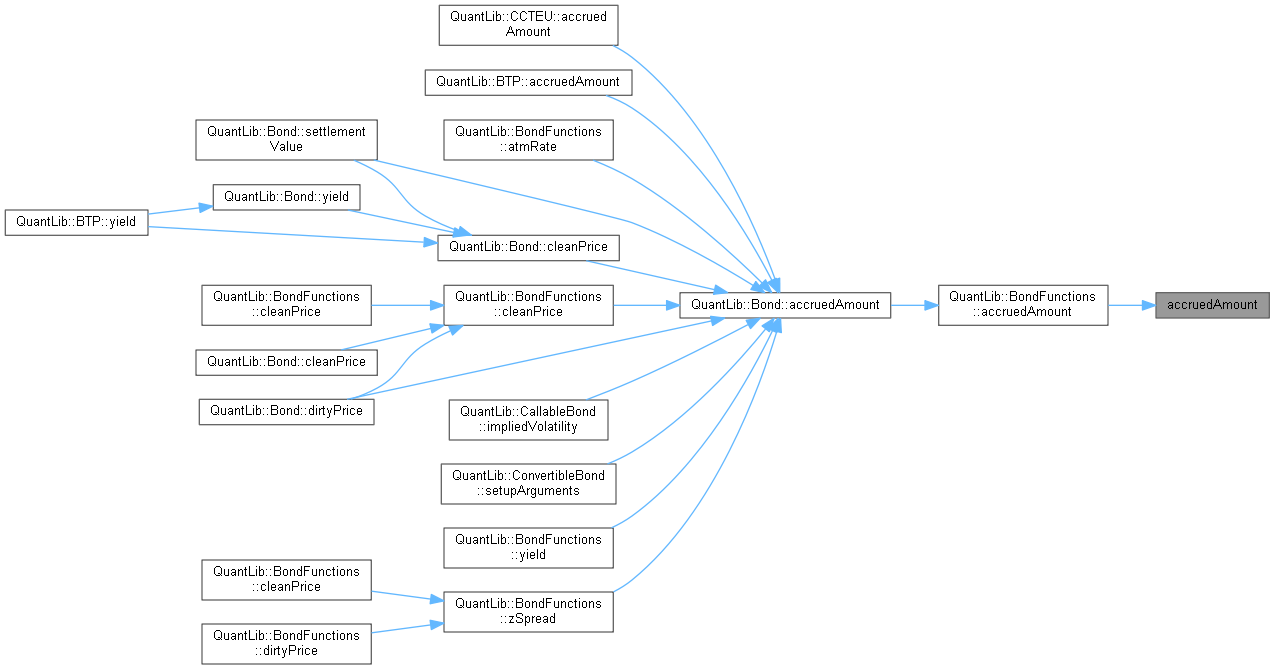 QuantLib::CCTEU::accrued
Amount
QuantLib::BTP::accruedAmount
QuantLib::Bond::settlement
Value
QuantLib::BondFunctions
::atmRate
QuantLib::Bond::yield
QuantLib::BTP::yield
QuantLib::Bond::cleanPrice
QuantLib::BondFunctions
::cleanPrice
QuantLib::BondFunctions
::cleanPrice
QuantLib::Bond::accruedAmount
QuantLib::BondFunctions
::accruedAmount
accruedAmount
QuantLib::Bond::cleanPrice
QuantLib::Bond::dirtyPrice
QuantLib::CallableBond
::impliedVolatility
QuantLib::ConvertibleBond
::setupArguments
QuantLib::BondFunctions
::yield
QuantLib::BondFunctions
::cleanPrice
QuantLib::BondFunctions
::zSpread
QuantLib::BondFunctions
::dirtyPrice